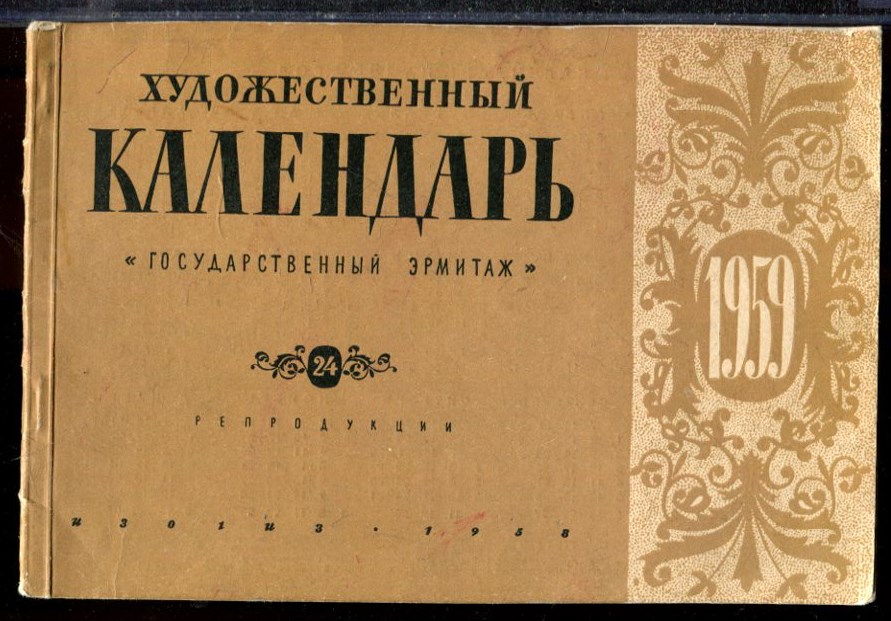 ХУДОЖЕСТВЕННЫЙ
КАЛЕНДАРЬ
«ГОСУДАРСТВЕННЫЙ ЭРМИТАЖ»
24
РЕПРОДУКЦИИ
ИЗОГИЗ · 1958
1959